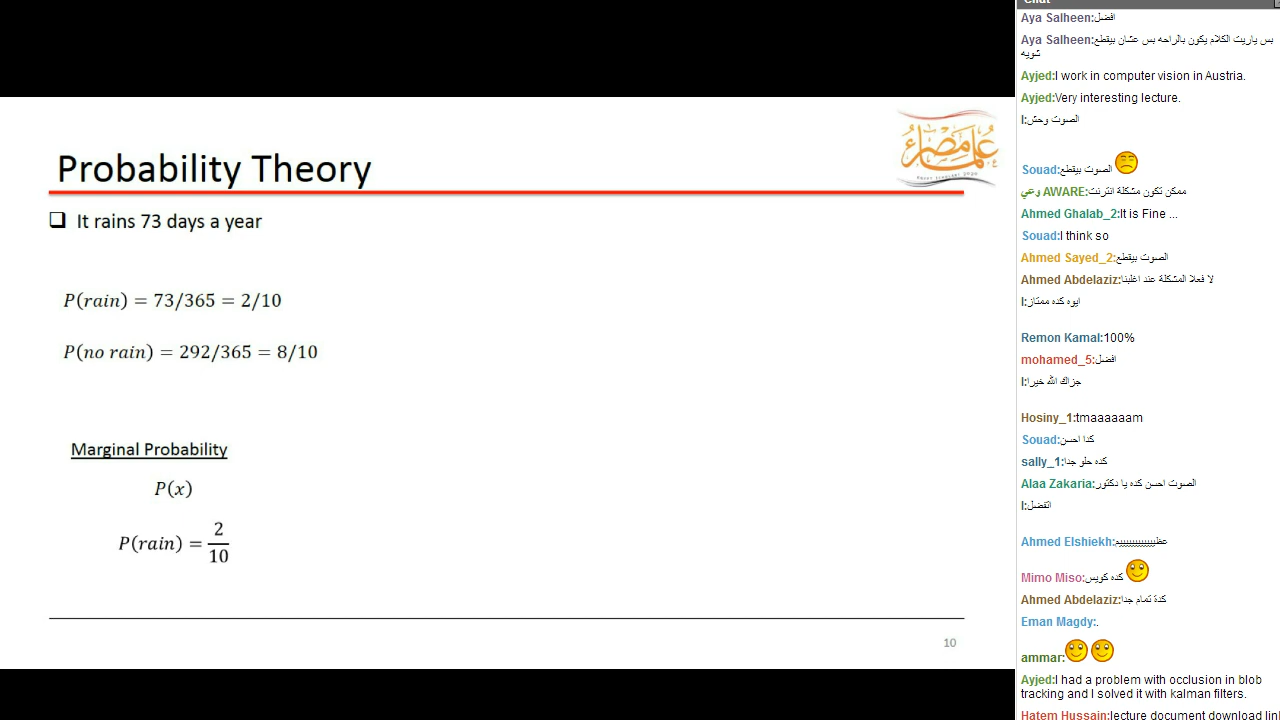 Probability Theory
علماء مصر
It rains 73 days a year
P(rain) = 73/365 = 2/10
P(no rain) = 292/365 = 8/10
Marginal Probability
P(x)
P(rain) = 2/10
10
Chat
Aya Salheen:افضل
Aya Salheen:بس ياريت الكلام يكون بالراحه بس عشان بيقطع
شويه
Ayjed:I work in computer vision in Austria.
Ayjed:Very interesting lecture.
I:الصوت وحش
Souad:الصوت بيقطع
وعي AWARE:ممكن تكون مشكلة انترنت
Ahmed Ghalab_2:It is Fine ...
Souad:I think so
Ahmed Sayed_2:الصوت بيقطع
Ahmed Abdelaziz:لا فعلا المشكلة عند اغلبنا
I:ايوه كده ممتاز
Remon Kamal:100%
mohamed_5:افضل
I:جزاك الله خيرا
Hosiny_1:tmaaaaaam
Souad:كدا احسن
sally_1:كده حلو جدا
Alaa Zakaria:الصوت احسن كده يا دكتور
I:اتفضل
Ahmed Elshiekh:عظيييييييييييييم
Mimo Miso:كده كويس
Ahmed Abdelaziz:كدة تمام جدا
Eman Magdy:.
ammar:
Ayjed:I had a problem with occlusion in blob
tracking and I solved it with kalman filters.
Hatem Hussain:lecture document download link